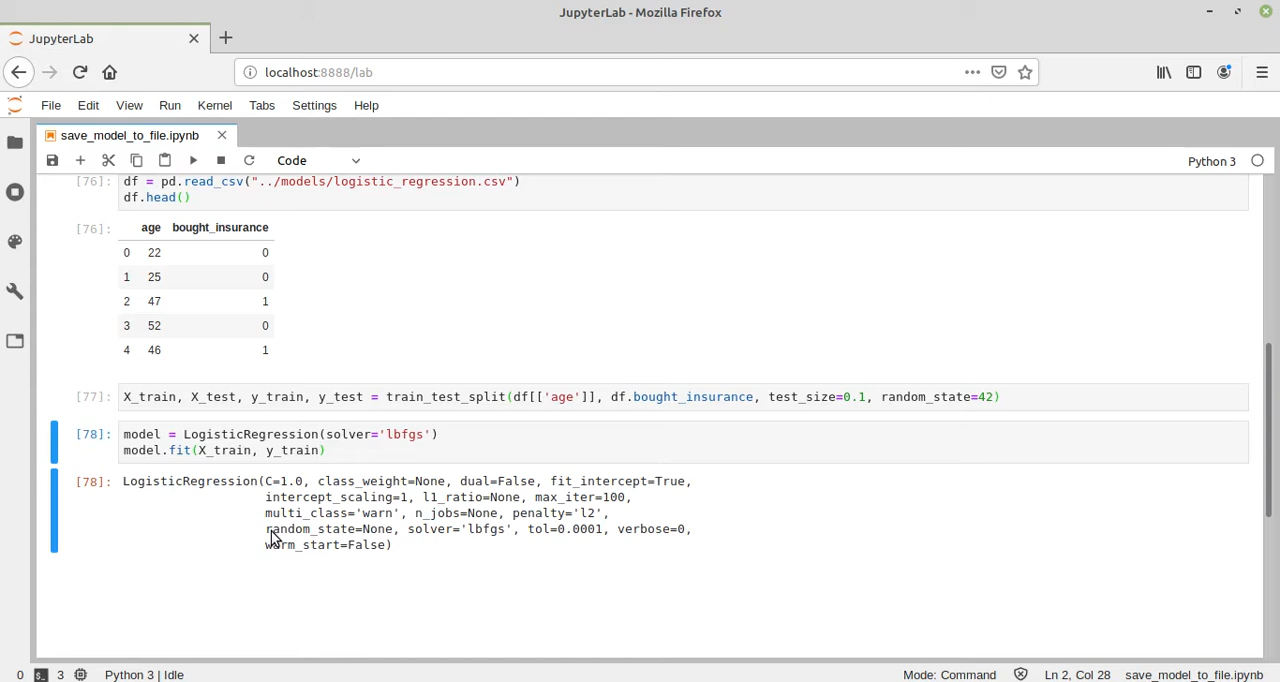 JupyterLab - Mozilla Firefox
JupyterLab
localhost:8888/lab
File Edit View Run Kernel Tabs Settings Help
save_model_to_file.ipynb
Code
Python 3
[76]: df = pd.read_csv("../models/logistic_regression.csv")
df.head()
[76]: age bought_insurance
0 22 0
1 25 0
2 47 1
3 52 0
4 46 1
[77]: X_train, X_test, y_train, y_test = train_test_split(df[['age']], df.bought_insurance, test_size=0.1, random_state=42)
[78]: model = LogisticRegression(solver='lbfgs')
model.fit(X_train, y_train)
[78]: LogisticRegression(C=1.0, class_weight=None, dual=False, fit_intercept=True,
intercept_scaling=1, l1_ratio=None, max_iter=100,
multi_class='warn', n_jobs=None, penalty='l2',
random_state=None, solver='lbfgs', tol=0.0001, verbose=0,
warm_start=False)
0 3 Python 3 | Idle Mode: Command Ln 2, Col 28 save_model_to_file.ipynb